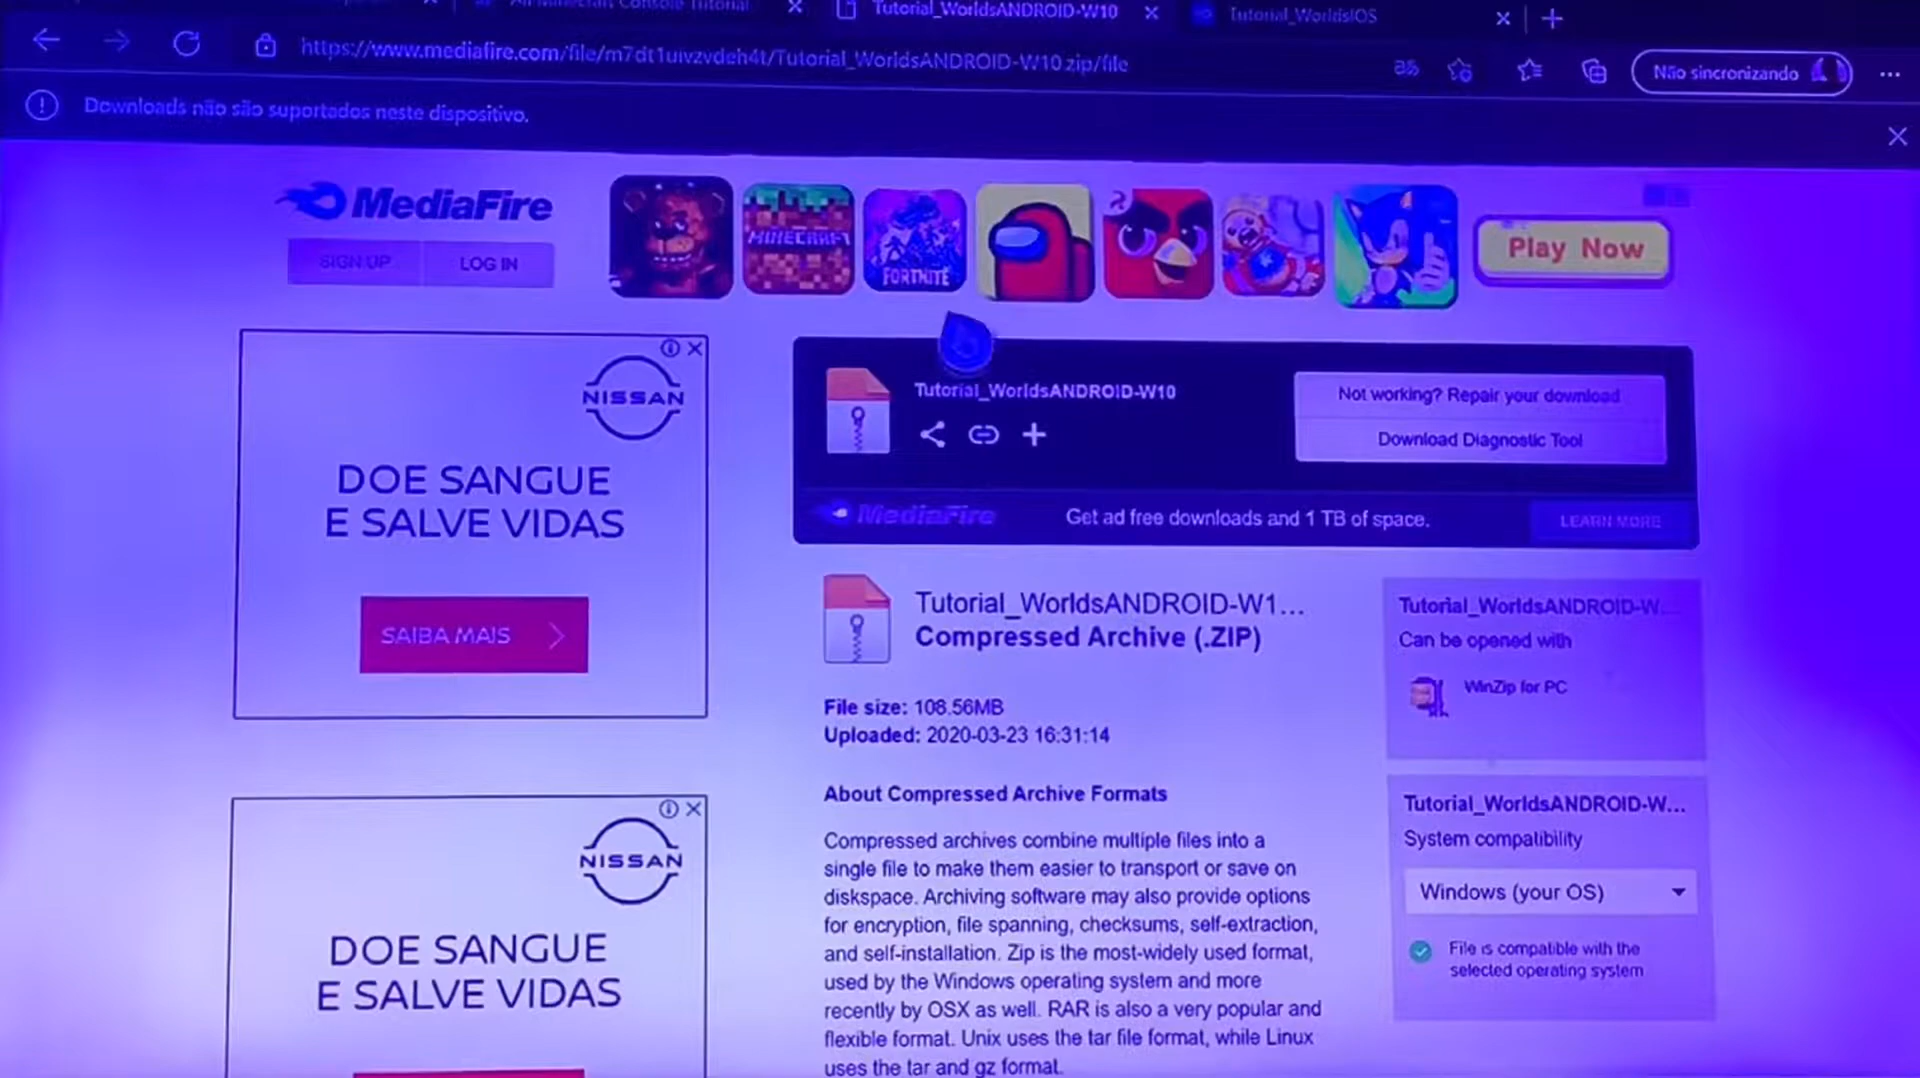 All Minecraft Console Tutorial
Tutorial_WorldsANDROID-W10
Tutorial_WorldsIOS
https://www.mediafire.com/file/m7dt1uivzvdeh4t/Tutorial_WorldsANDROID-W10.zip/file
Não sincronizando
Downloads não são suportados neste dispositivo.
MediaFire
SIGN UP
LOG IN
MINECRAFT
FORTNITE
Play Now
NISSAN
DOE SANGUE
E SALVE VIDAS
SAIBA MAIS
Tutorial_WorldsANDROID-W10
Not working? Repair your download
Download Diagnostic Tool
MediaFire
Get ad free downloads and 1 TB of space.
LEARN MORE
Tutorial_WorldsANDROID-W1...
Compressed Archive (.ZIP)
File size: 108.56MB
Uploaded: 2020-03-23 16:31:14
About Compressed Archive Formats
Compressed archives combine multiple files into a
single file to make them easier to transport or save on
diskspace. Archiving software may also provide options
for encryption, file spanning, checksums, self-extraction,
and self-installation. Zip is the most-widely used format,
used by the Windows operating system and more
recently by OSX as well. RAR is also a very popular and
flexible format. Unix uses the tar file format, while Linux
uses the tar and gz format.
Tutorial_WorldsANDROID-W...
Can be opened with
WinZip for PC
Tutorial_WorldsANDROID-W...
System compatibility
Windows (your OS)
File is compatible with the
selected operating system
NISSAN
DOE SANGUE
E SALVE VIDAS